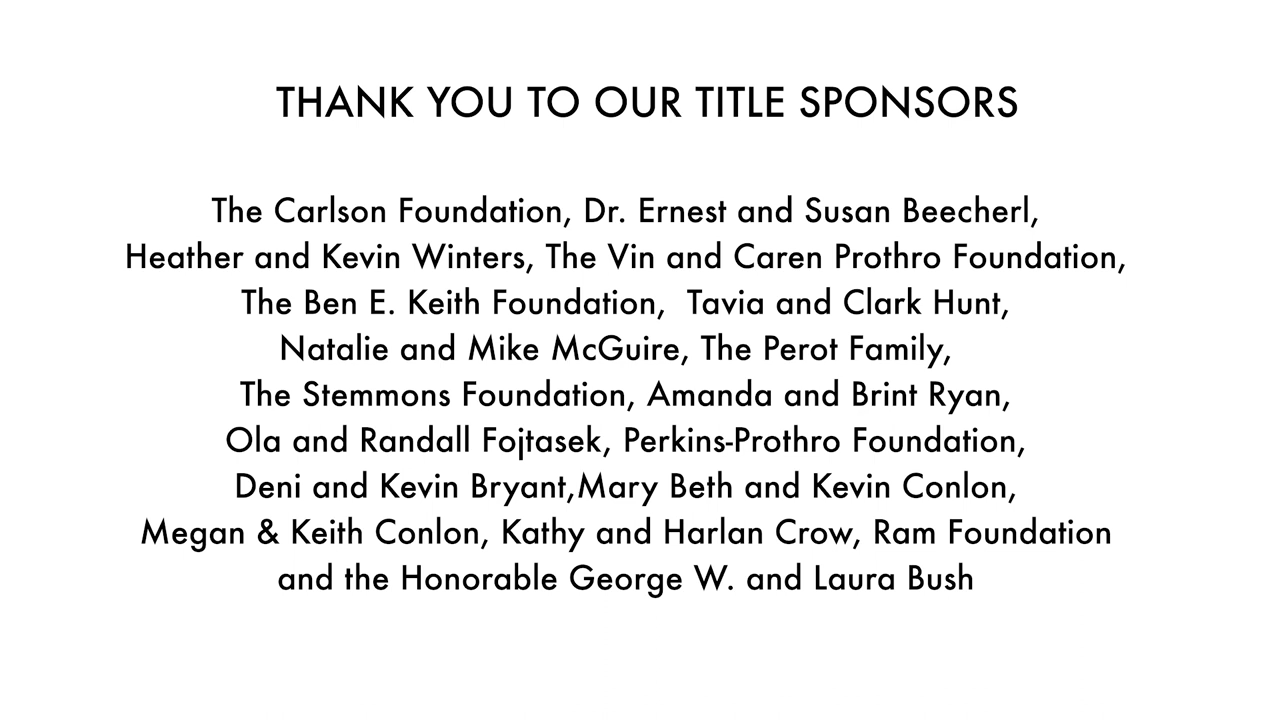 THANK YOU TO OUR TITLE SPONSORS
The Carlson Foundation, Dr. Ernest and Susan Beecherl,
Heather and Kevin Winters, The Vin and Caren Prothro Foundation,
The Ben E. Keith Foundation,  Tavia and Clark Hunt,
Natalie and Mike McGuire, The Perot Family,
The Stemmons Foundation, Amanda and Brint Ryan,
Ola and Randall Fojtasek, Perkins-Prothro Foundation,
Deni and Kevin Bryant,Mary Beth and Kevin Conlon,
Megan & Keith Conlon, Kathy and Harlan Crow, Ram Foundation
and the Honorable George W. and Laura Bush